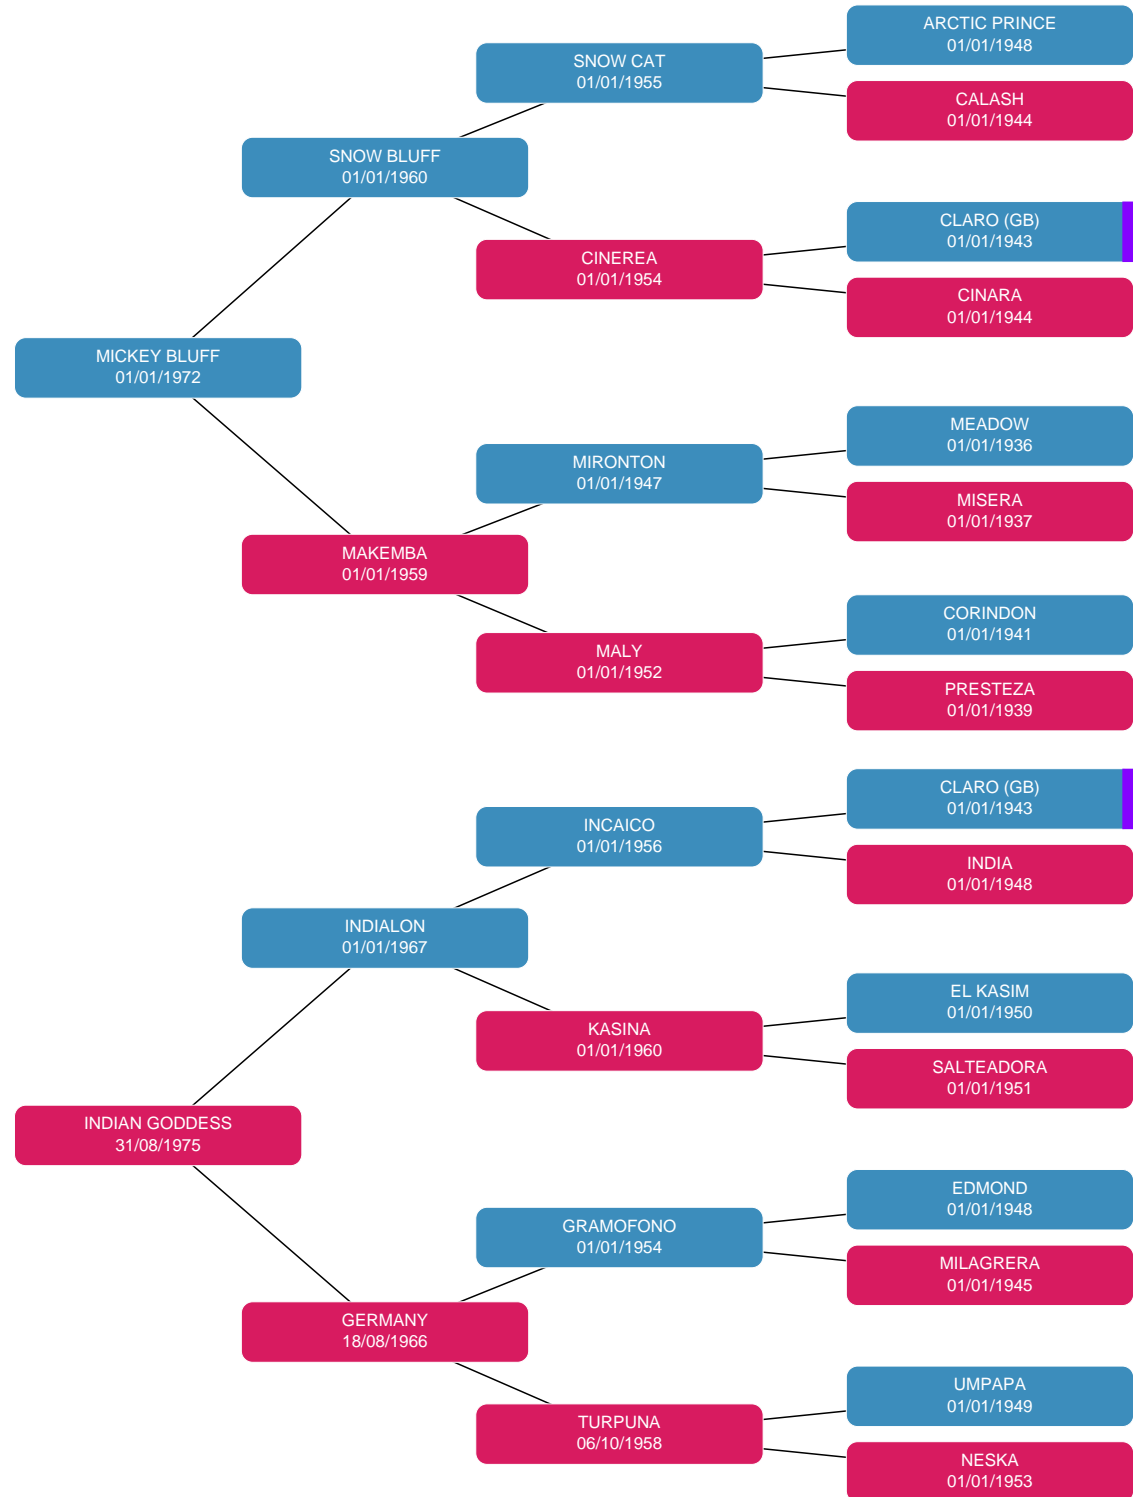 ARCTIC PRINCE
01/01/1948
SNOW CAT
01/01/1955
CALASH
01/01/1944
SNOW BLUFF
01/01/1960
CLARO (GB)
01/01/1943
CINEREA
01/01/1954
CINARA
01/01/1944
MICKEY BLUFF
01/01/1972
MEADOW
01/01/1936
MIRONTON
01/01/1947
MISERA
01/01/1937
MAKEMBA
01/01/1959
CORINDON
01/01/1941
MALY
01/01/1952
PRESTEZA
01/01/1939
CLARO (GB)
01/01/1943
INCAICO
01/01/1956
INDIA
01/01/1948
INDIALON
01/01/1967
EL KASIM
01/01/1950
KASINA
01/01/1960
SALTEADORA
01/01/1951
INDIAN GODDESS
31/08/1975
EDMOND
01/01/1948
GRAMOFONO
01/01/1954
MILAGRERA
01/01/1945
GERMANY
18/08/1966
UMPAPA
01/01/1949
TURPUNA
06/10/1958
NESKA
01/01/1953